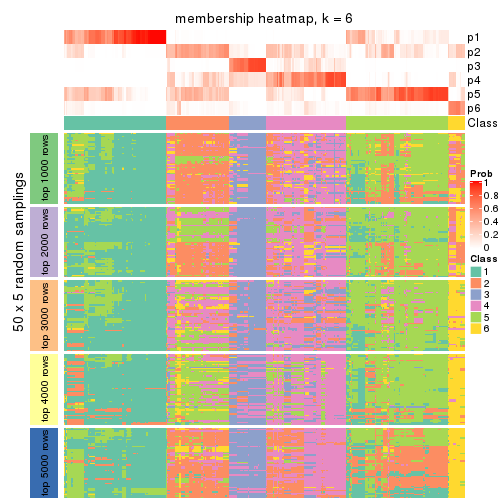 membership heatmap, k = 6
p1
p2
p3
p4
p5
p6
Class
50 x 5 random samplings
top 1000 rows
top 2000 rows
top 3000 rows
top 4000 rows
top 5000 rows
Prob
1
0.8
0.6
0.4
0.2
0
Class
1
2
3
4
5
6